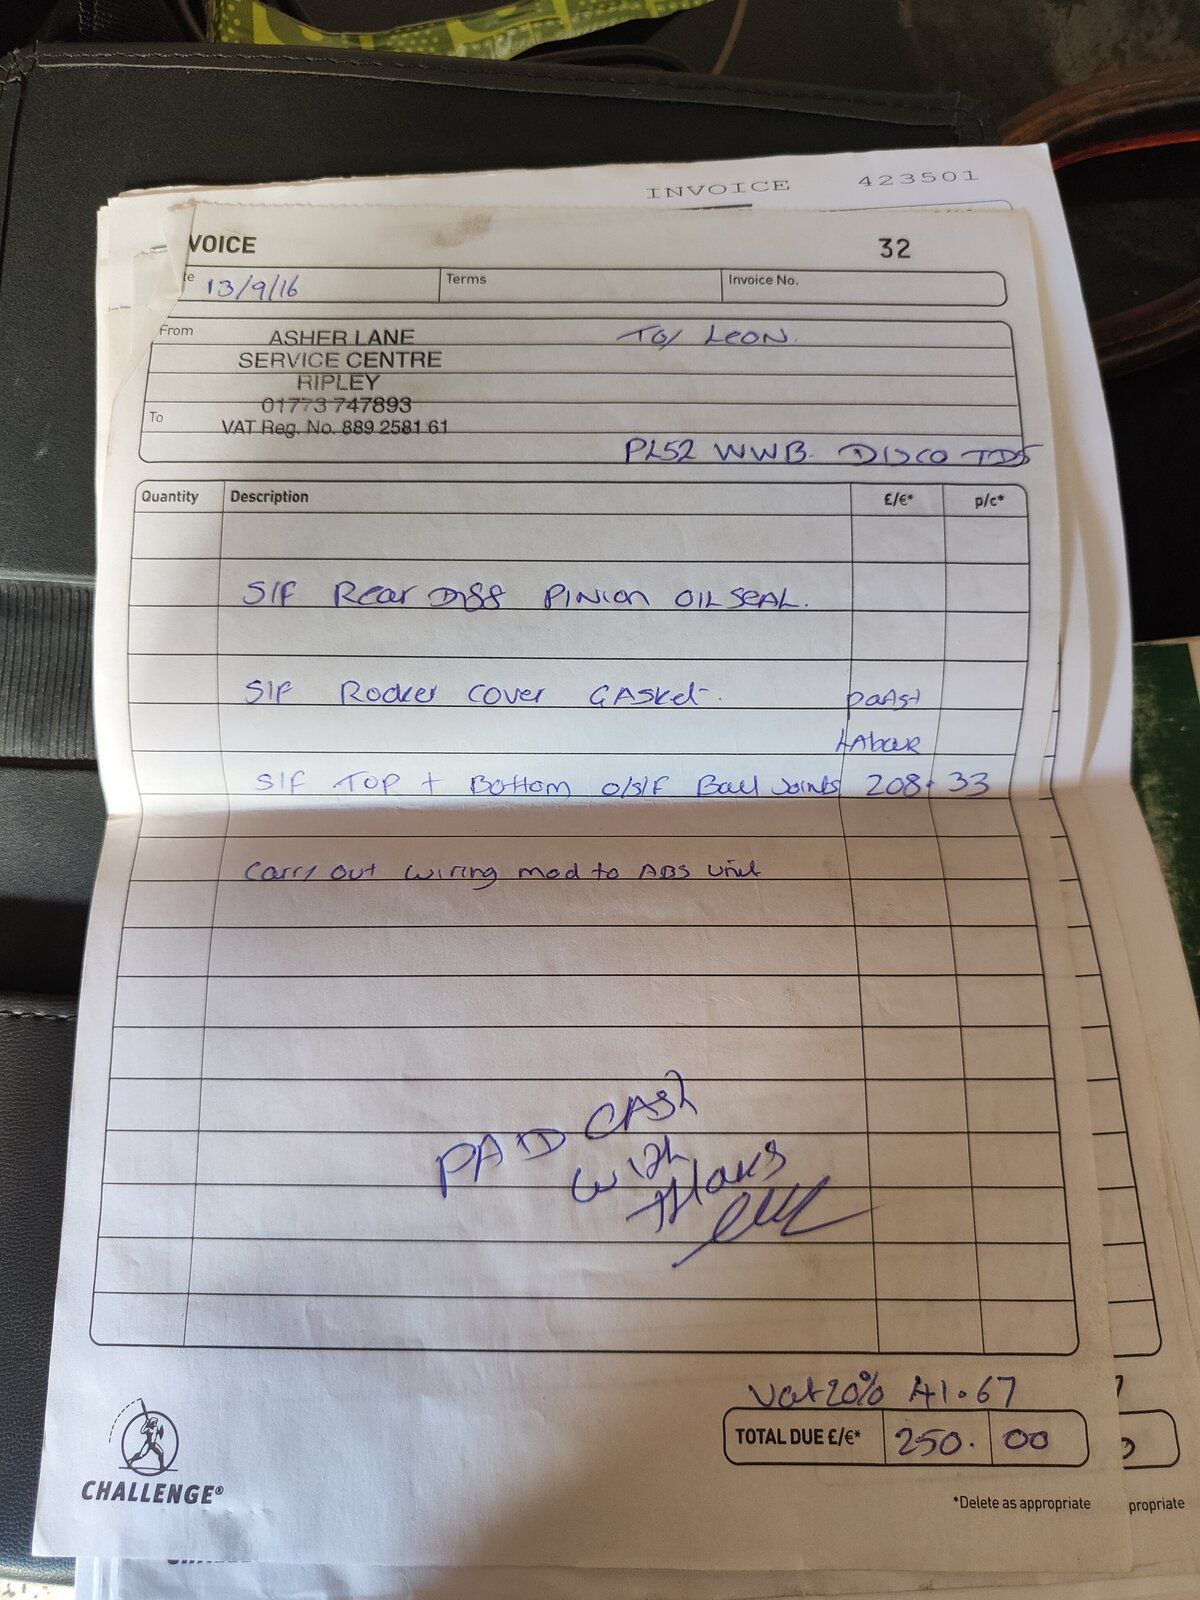 INVOICE 423501
VOICE 32
te 13/9/16 Terms Invoice No.
From
ASHER LANE
SERVICE CENTRE
RIPLEY
01773 747893
VAT Reg. No. 889 2581 61
TO/ LEON.
To
PL52 WWB. DISCO TD5
Quantity Description £/€* p/c*
S/F Rear Diff PINION OIL SEAL.
S/F Rocker cover GASket.
Labour
S/F TOP + Bottom O/S/F Ball Joints 208.33
Carry out wiring mod to ABS unit
PAID CASH
with
thanks
Vat 20% 41.67
TOTAL DUE £/€* 250.00
CHALLENGE®
*Delete as appropriate
propriate